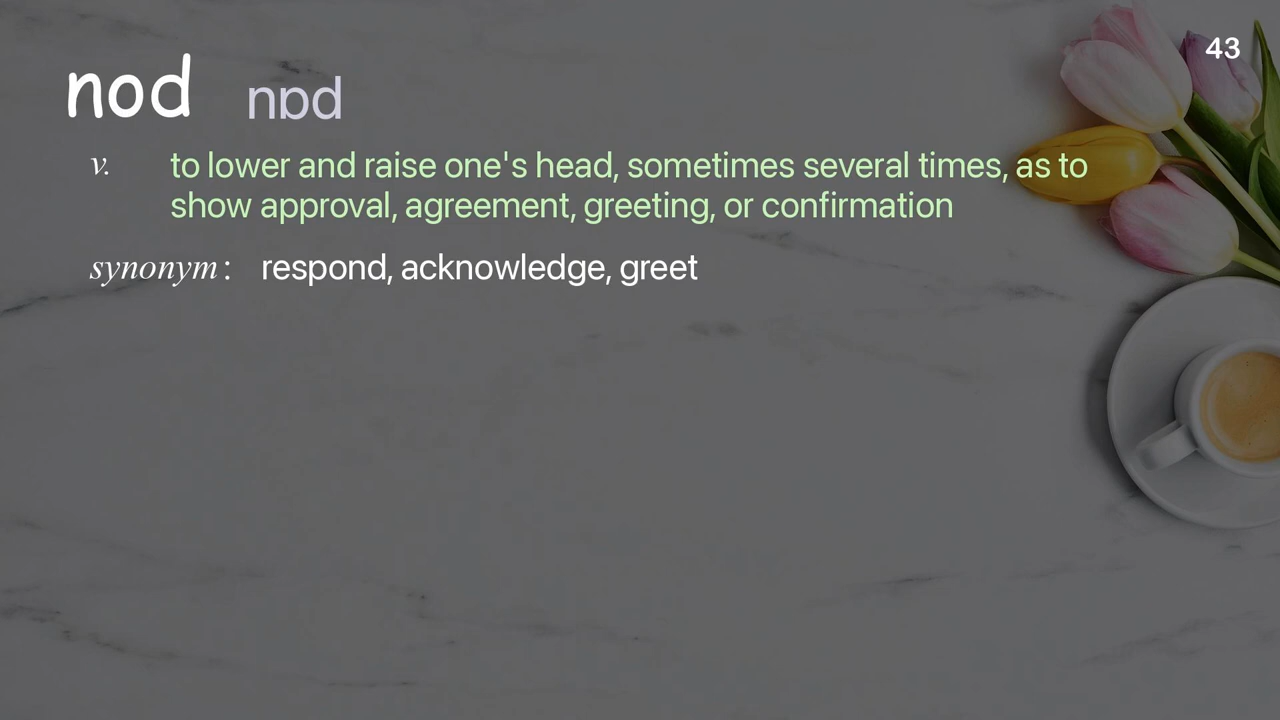 43
nod nɒd
v. to lower and raise one's head, sometimes several times, as to
show approval, agreement, greeting, or confirmation
synonym : respond, acknowledge, greet